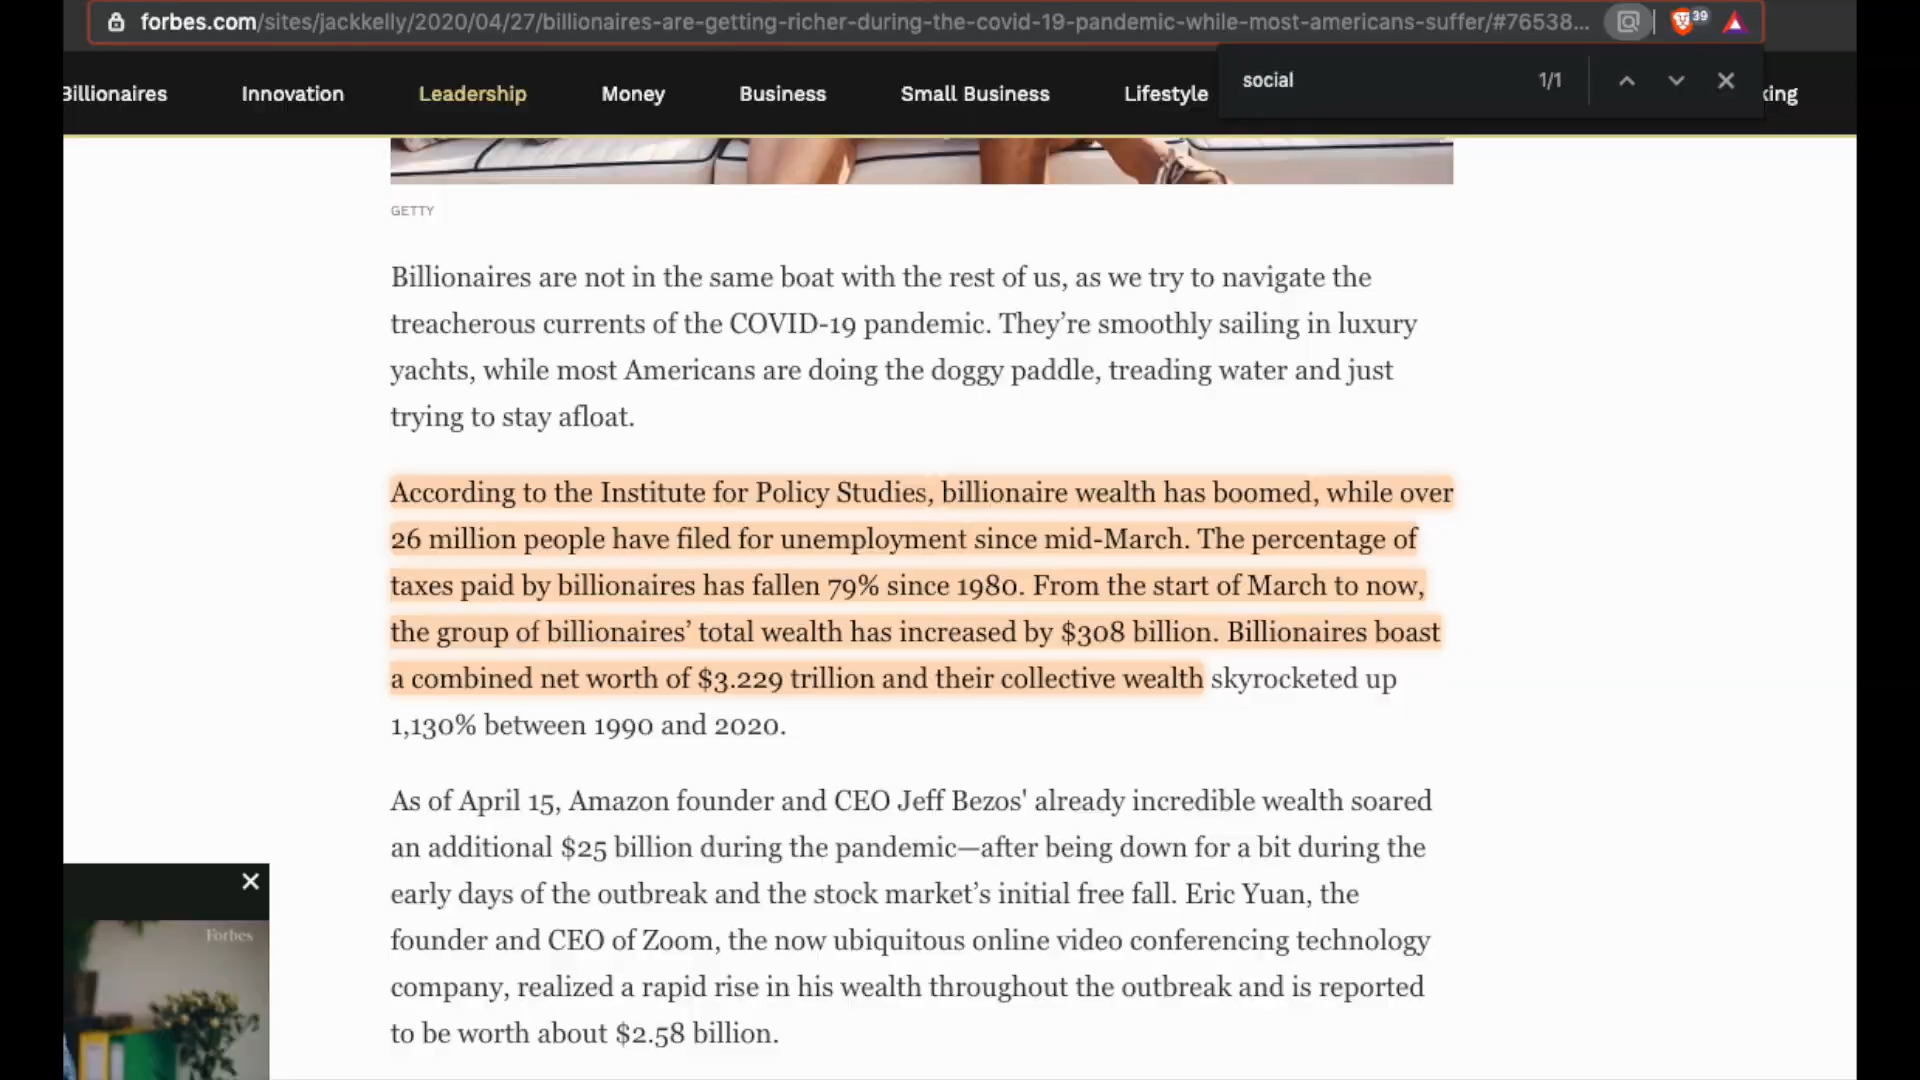 forbes.com/sites/jackkelly/2020/04/27/billionaires-are-getting-richer-during-the-covid-19-pandemic-while-most-americans-suffer/#76538...
39
social
1/1
Billionaires
Innovation
Leadership
Money
Business
Small Business
Lifestyle
king
GETTY
Billionaires are not in the same boat with the rest of us, as we try to navigate the
treacherous currents of the COVID-19 pandemic. They’re smoothly sailing in luxury
yachts, while most Americans are doing the doggy paddle, treading water and just
trying to stay afloat.
According to the Institute for Policy Studies, billionaire wealth has boomed, while over
26 million people have filed for unemployment since mid-March. The percentage of
taxes paid by billionaires has fallen 79% since 1980. From the start of March to now,
the group of billionaires’ total wealth has increased by $308 billion. Billionaires boast
a combined net worth of $3.229 trillion and their collective wealth skyrocketed up
1,130% between 1990 and 2020.
As of April 15, Amazon founder and CEO Jeff Bezos' already incredible wealth soared
an additional $25 billion during the pandemic—after being down for a bit during the
early days of the outbreak and the stock market’s initial free fall. Eric Yuan, the
founder and CEO of Zoom, the now ubiquitous online video conferencing technology
company, realized a rapid rise in his wealth throughout the outbreak and is reported
to be worth about $2.58 billion.
Forbes